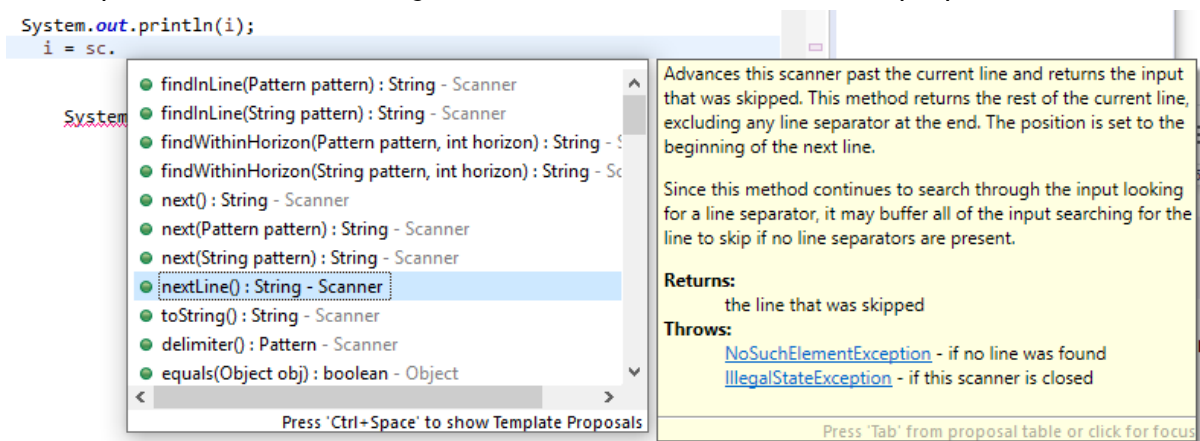 System.out.println(i);
i = sc.
System
findInLine(Pattern pattern) : String - Scanner
findInLine(String pattern) : String - Scanner
findWithinHorizon(Pattern pattern, int horizon) : String -
findWithinHorizon(String pattern, int horizon) : String - Sc
next() : String - Scanner
next(Pattern pattern) : String - Scanner
next(String pattern) : String - Scanner
nextLine() : String - Scanner
toString() : String - Scanner
delimiter() : Pattern - Scanner
equals(Object obj) : boolean - Object
Press 'Ctrl+Space' to show Template Proposals
Advances this scanner past the current line and returns the input
that was skipped. This method returns the rest of the current line,
excluding any line separator at the end. The position is set to the
beginning of the next line.
Since this method continues to search through the input looking
for a line separator, it may buffer all of the input searching for the
line to skip if no line separators are present.
Returns:
the line that was skipped
Throws:
NoSuchElementException - if no line was found
IllegalStateException - if this scanner is closed
Press 'Tab' from proposal table or click for focus